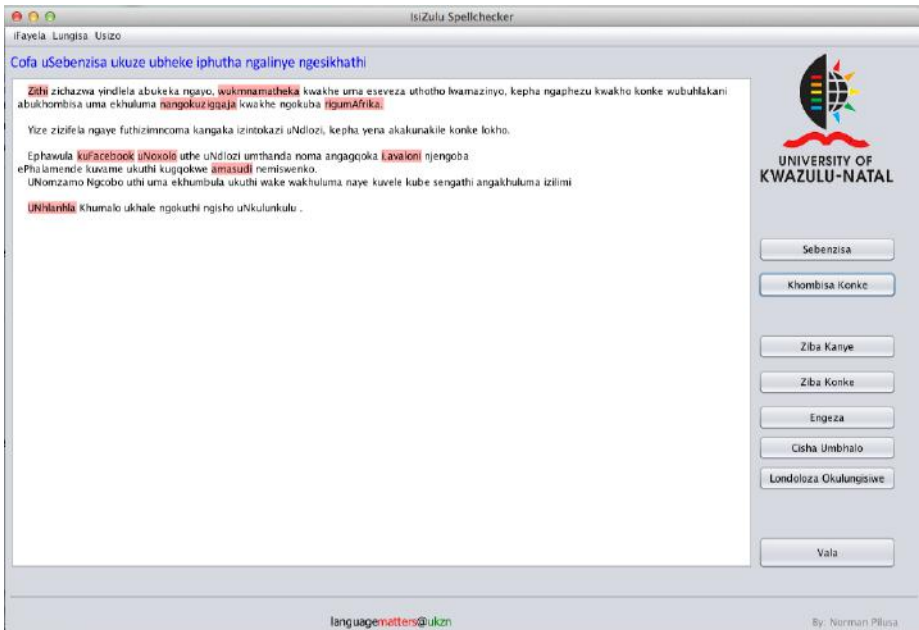 IsiZulu Spellchecker
iFayela Lungisa Usizo
Cofa uSebenzisa ukuze ubheke iphutha ngalinye ngesikhathi
Zithi zichazwa yindlela abukeka ngayo, wukmnamatheka kwakhe uma eseveza uthotho lwamazinyo, kepha ngaphezu kwakho konke wubuhlakani
abukhombisa uma ekhuluma nangokuzigqaja kwakhe ngokuba rigumAfrika.
Yize zizifela ngaye futhizimncoma kangaka izintokazi uNdlozi, kepha yena akakunakile konke lokho.
Ephawula kuFacebook uNoxolo uthe uNdlozi umthanda noma angagqoka i.avaloni njengoba
ePhalamende kuvame ukuthi kugqokwe amasudi nemiswenko.
UNomzamo Ngcobo uthi uma ekhumbula ukuthi wake wakhuluma naye kuvele kube sengathi angakhuluma izilimi
UNhlanhla Khumalo ukhale ngokuthi ngisho uNkulunkulu .
UNIVERSITY OF
KWAZULU-NATAL
Sebenzisa
Khombisa Konke
Ziba Kanye
Ziba Konke
Engeza
Cisha Umbhalo
Londoloza Okulungisiwe
Vala
languagematters@ukzn
By: Norman Pilusa